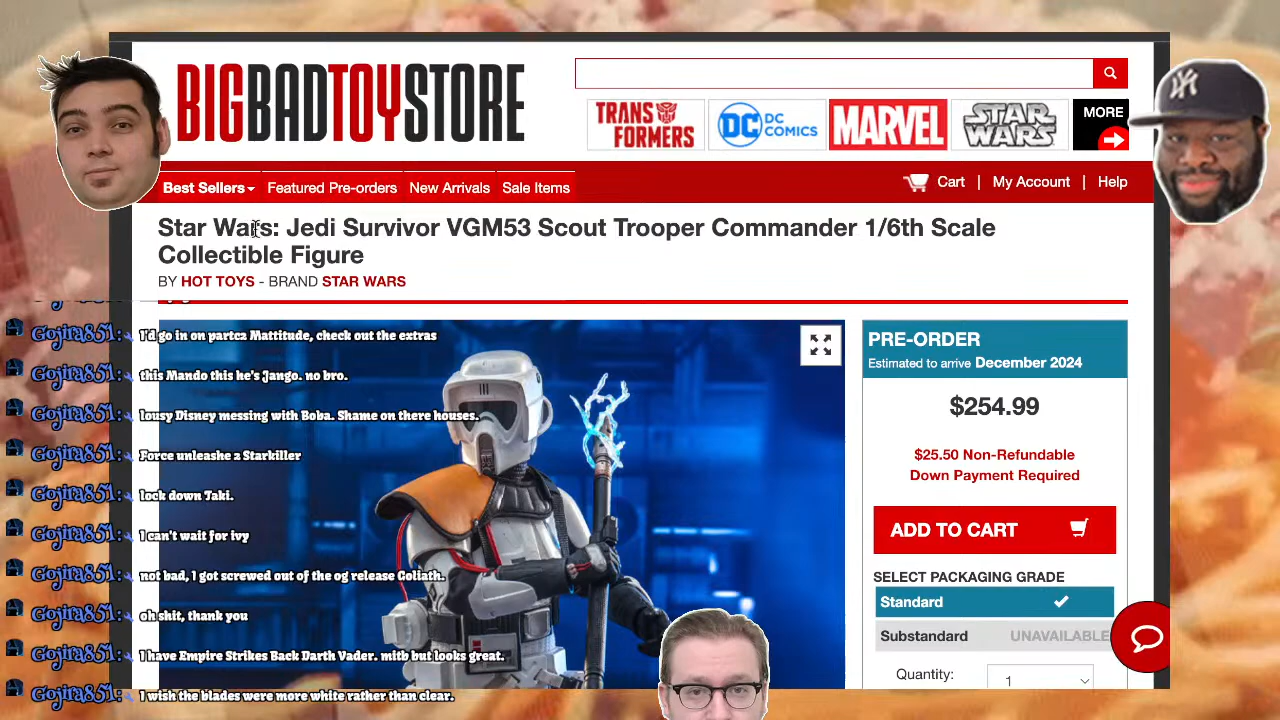 BIGBADTOYSTORE
TRANSFORMERS
DC COMICS
MARVEL
STAR WARS
MORE
Best Sellers
Featured Pre-orders
New Arrivals
Sale Items
Cart | My Account | Help
Star Wars: Jedi Survivor VGM53 Scout Trooper Commander 1/6th Scale
Collectible Figure
BY HOT TOYS - BRAND STAR WARS
Gojira851: I'd go in on partc2 Mattitude, check out the extras
Gojira851: this Mando this he's Jango. no bro.
Gojira851: lousy Disney messing with Boba. Shame on there houses.
Gojira851: Force unleashe 2 Starkiller
Gojira851: lock down Taki.
Gojira851: I can't wait for ivy
Gojira851: not bad, I got screwed out of the og release Goliath.
Gojira851: oh shit, thank you
Gojira851: I have Empire Strikes Back Darth Vader. mitb but looks great.
Gojira851: I wish the blades were more white rather than clear.
PRE-ORDER
Estimated to arrive December 2024
$254.99
$25.50 Non-Refundable
Down Payment Required
ADD TO CART
SELECT PACKAGING GRADE
Standard
Substandard UNAVAILABLE
Quantity: 1